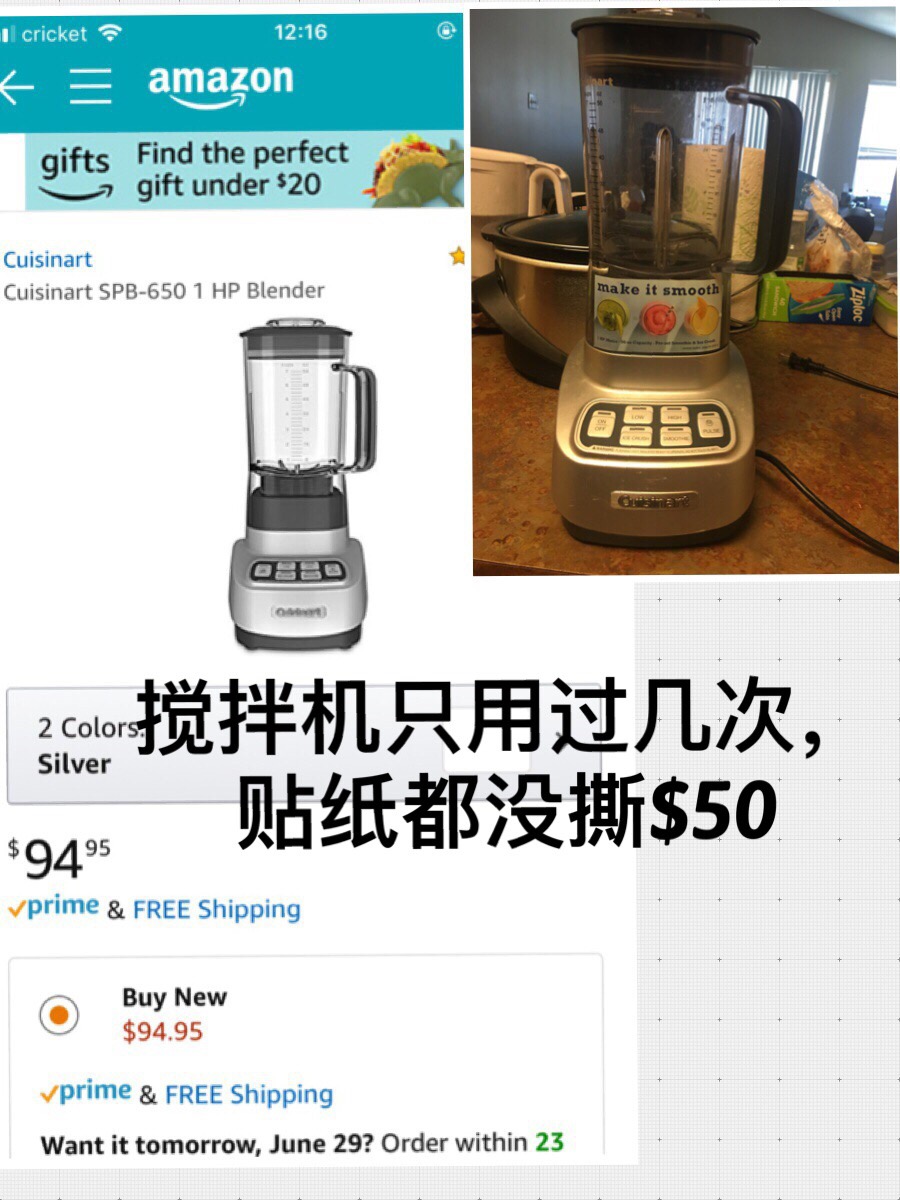 cricket
12:16
amazon
gifts
Find the perfect
gift under $20
Cuisinart
Cuisinart SPB-650 1 HP Blender
Cuisinart
make it smooth
Ziploc
ON
OFF
LOW
HIGH
PULSE
ICE CRUSH
SMOOTHIE
Cuisinart
搅拌机只用过几次,
贴纸都没撕$50
2 Colors:
Silver
$94.95
prime & FREE Shipping
Buy New
$94.95
prime & FREE Shipping
Want it tomorrow, June 29? Order within 23